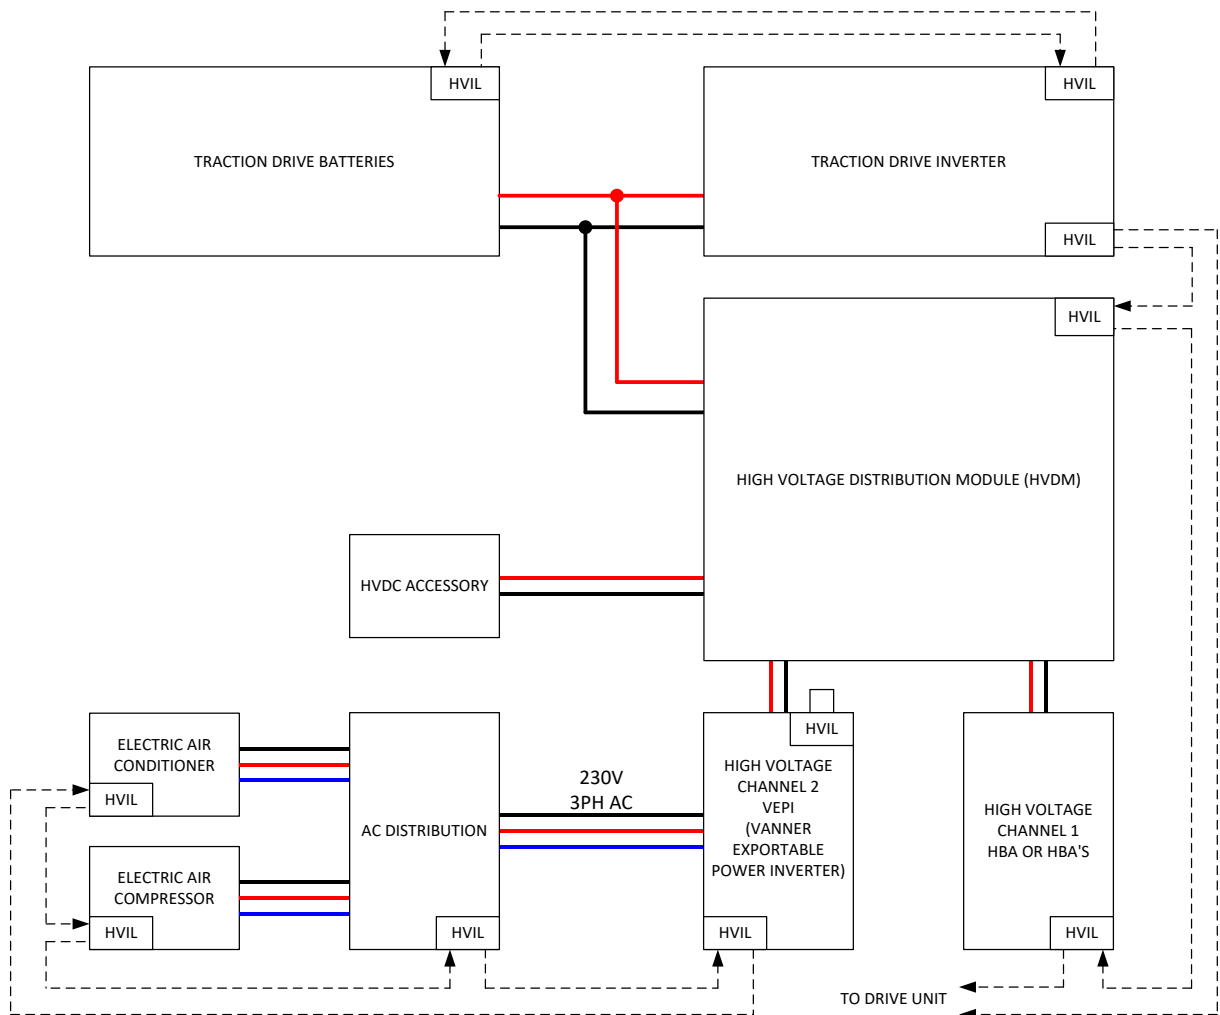 HVIL
HVIL
TRACTION DRIVE BATTERIES
TRACTION DRIVE INVERTER
HVIL
HVIL
HIGH VOLTAGE DISTRIBUTION MODULE (HVDM)
HVDC ACCESSORY
HVIL
ELECTRIC AIR
CONDITIONER
HVIL
230V
3PH AC
HIGH VOLTAGE
CHANNEL 2
VEPI
(VANNER
EXPORTABLE
POWER INVERTER)
HIGH VOLTAGE
CHANNEL 1
HBA OR HBA'S
AC DISTRIBUTION
ELECTRIC AIR
COMPRESSOR
HVIL
HVIL
HVIL
HVIL
TO DRIVE UNIT